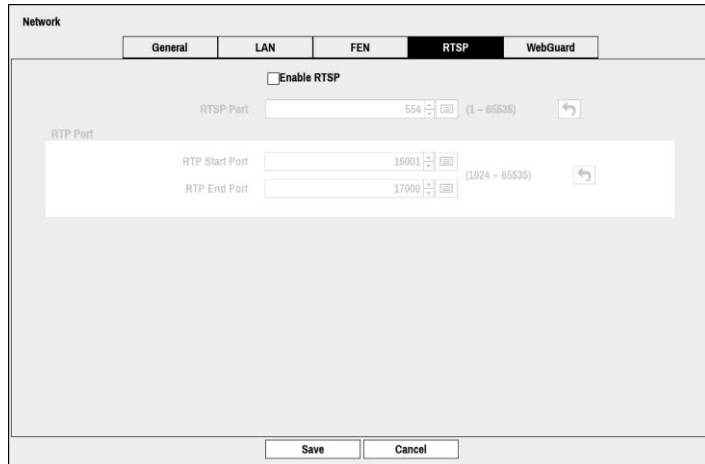 Network
General LAN FEN RTSP WebGuard
Enable RTSP
RTSP Port 554 (1 ~ 65535)
RTP Port
RTP Start Port 16001
(1024 ~ 65535)
RTP End Port 17000
Save Cancel